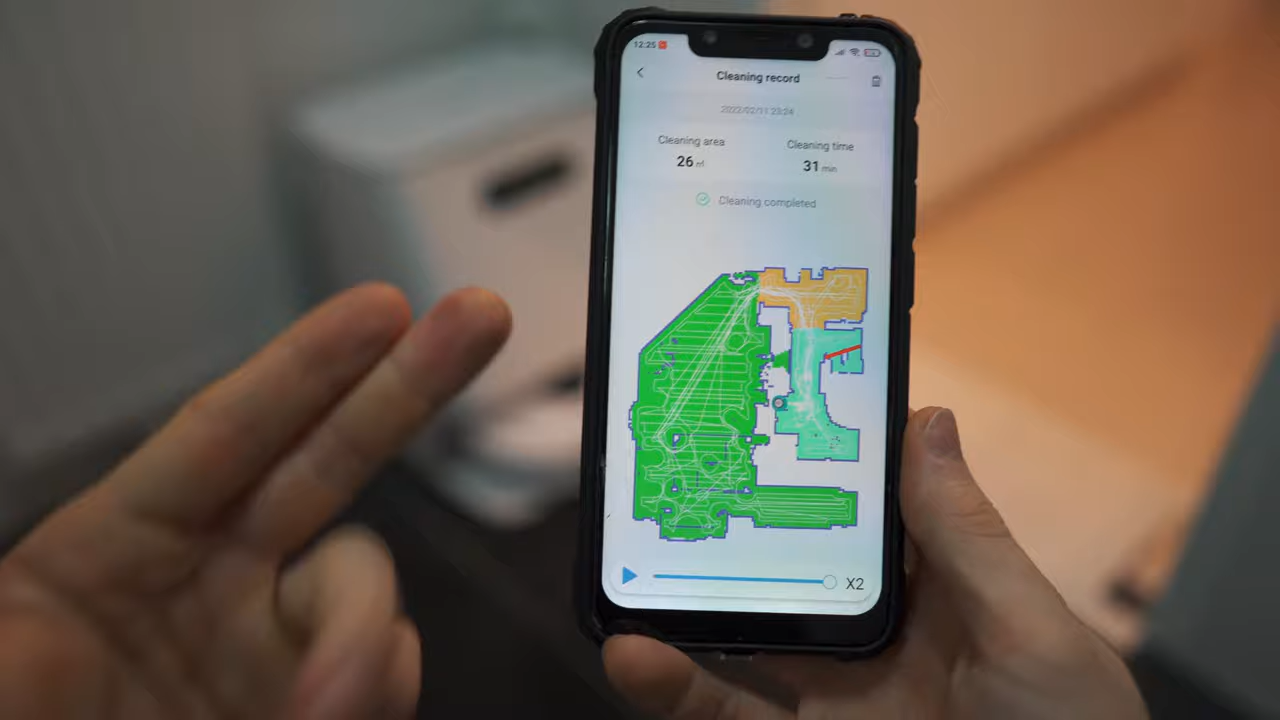 12:25
Cleaning record
2022/02/11 23:24
Cleaning area
26 ㎡
Cleaning time
31 min
Cleaning completed
X2